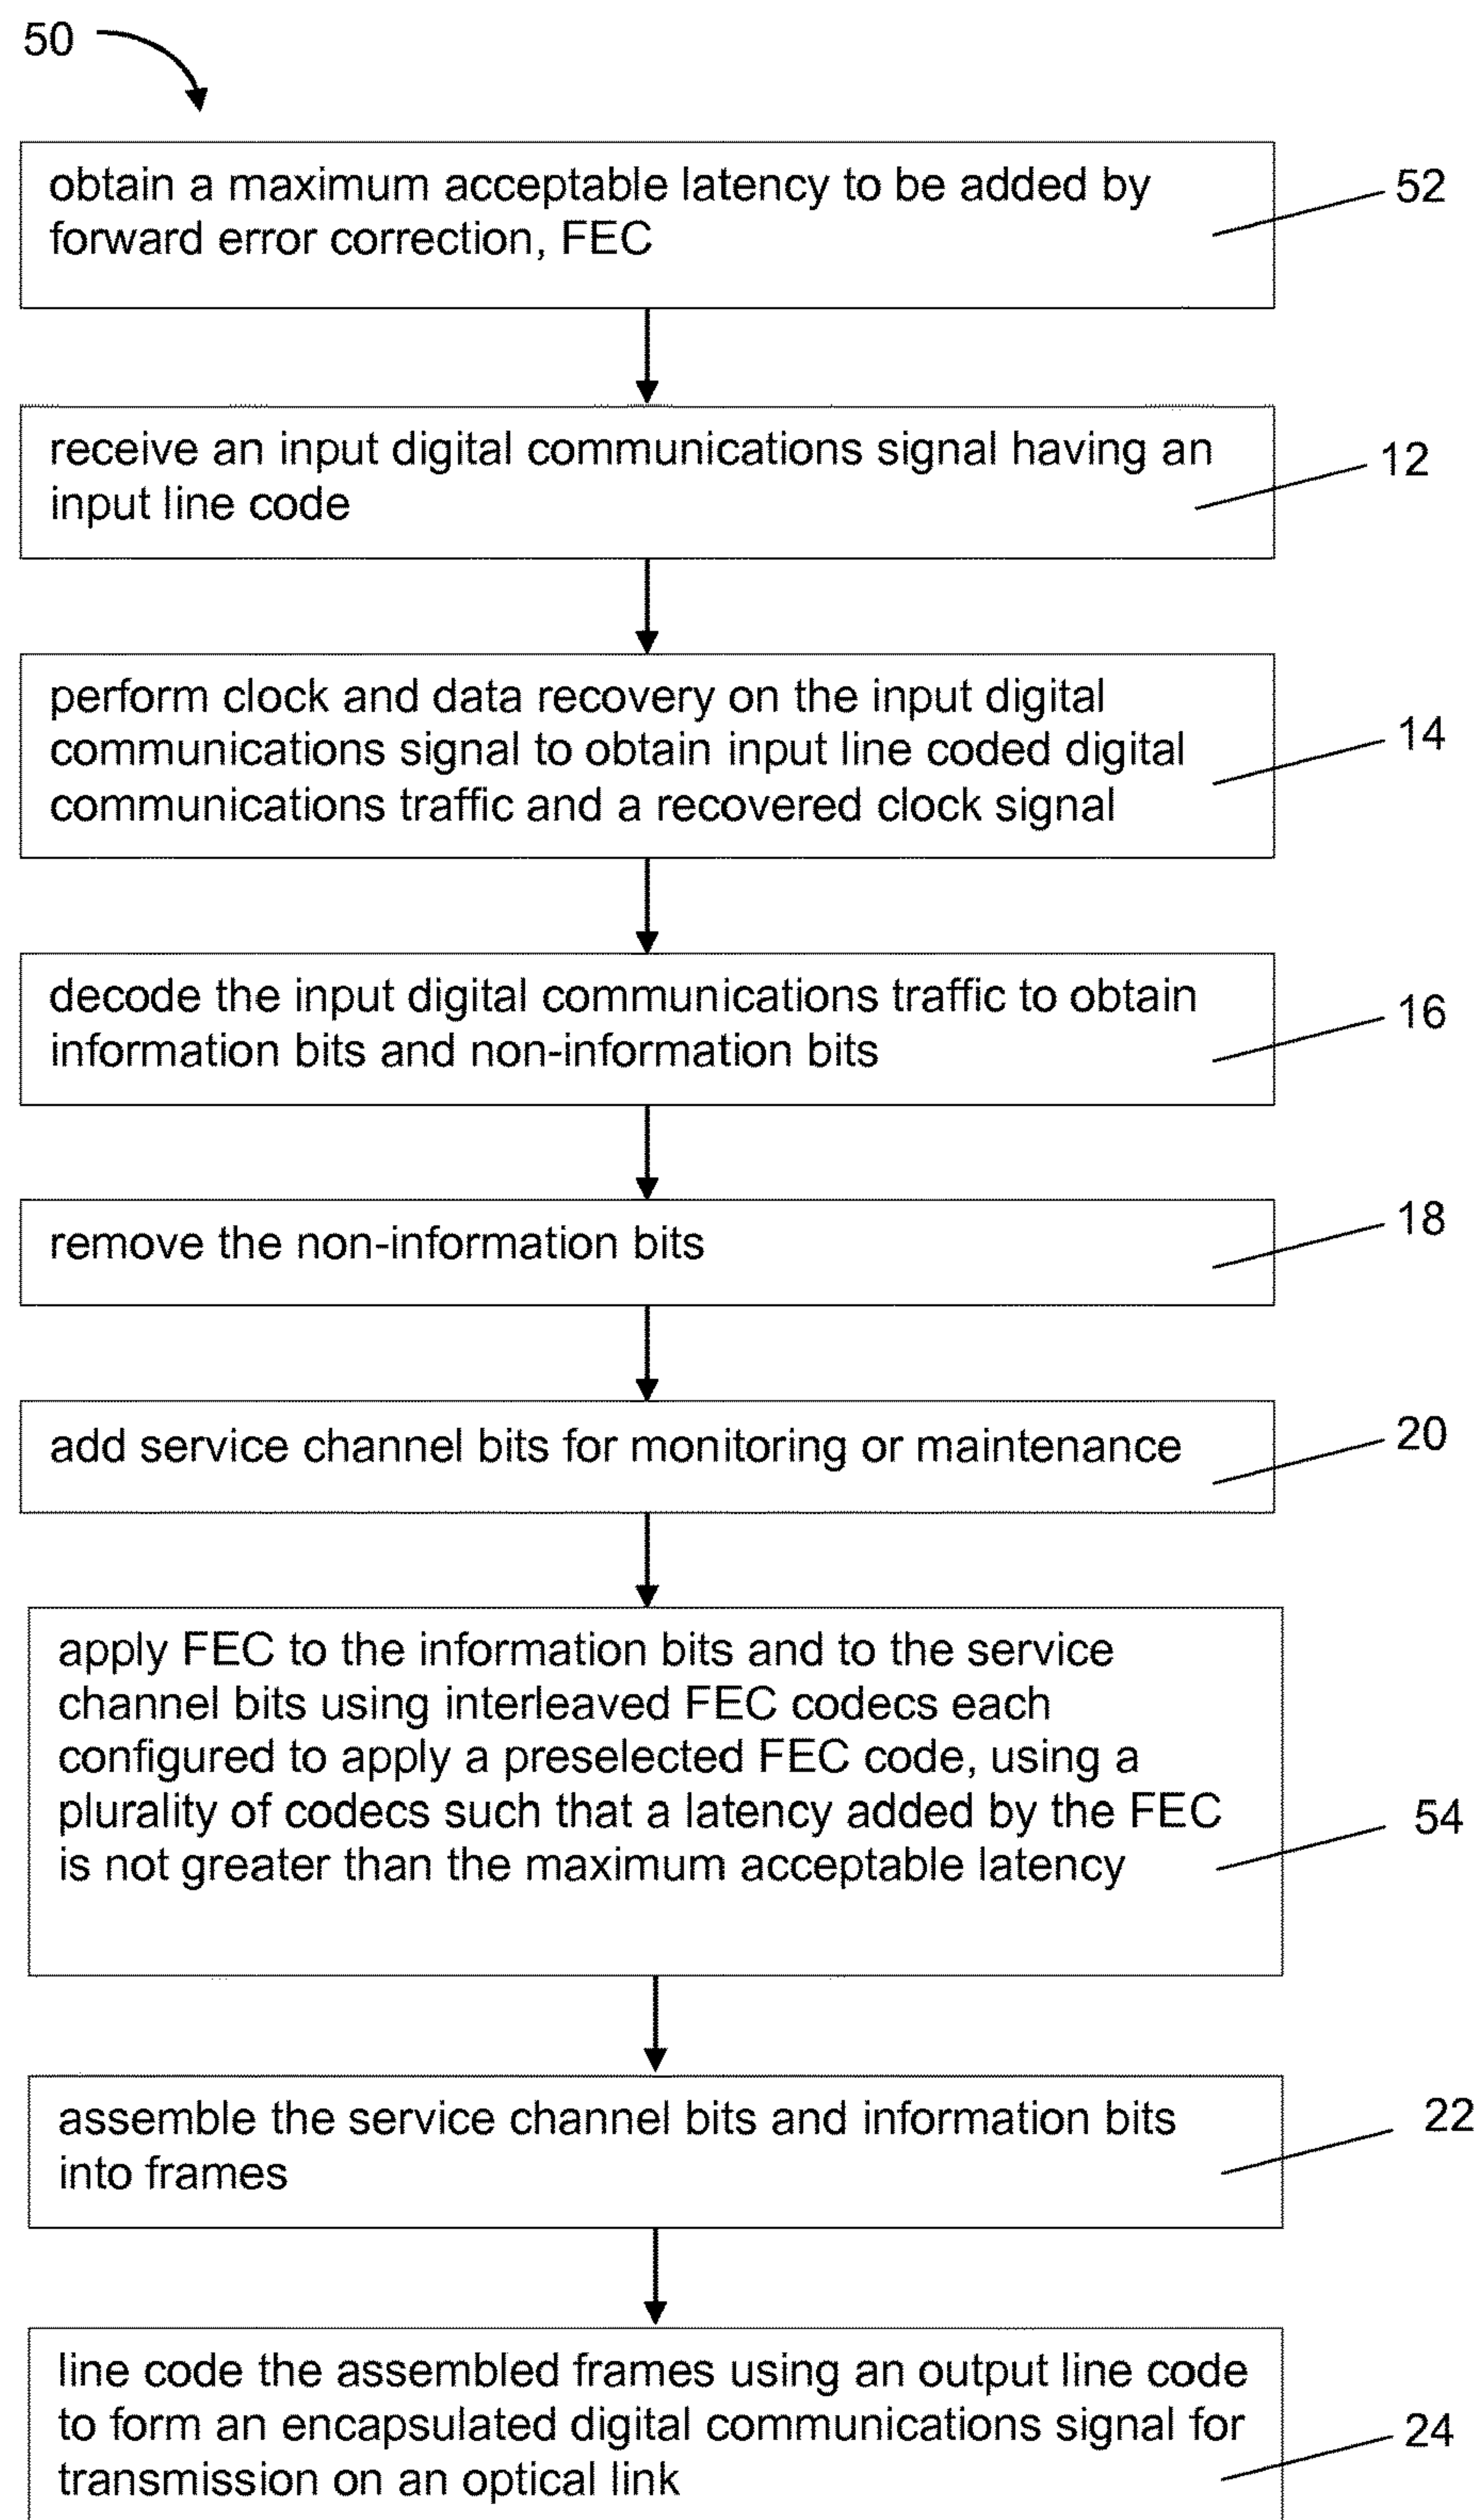 50
obtain a maximum acceptable latency to be added by
forward error correction, FEC
52
receive an input digital communications signal having an
input line code
12
perform clock and data recovery on the input digital
communications signal to obtain input line coded digital
communications traffic and a recovered clock signal
14
decode the input digital communications traffic to obtain
information bits and non-information bits
16
remove the non-information bits
18
add service channel bits for monitoring or maintenance
20
apply FEC to the information bits and to the service
channel bits using interleaved FEC codecs each
configured to apply a preselected FEC code, using a
plurality of codecs such that a latency added by the FEC
is not greater than the maximum acceptable latency
54
assemble the service channel bits and information bits
into frames
22
line code the assembled frames using an output line code
to form an encapsulated digital communications signal for
transmission on an optical link
24